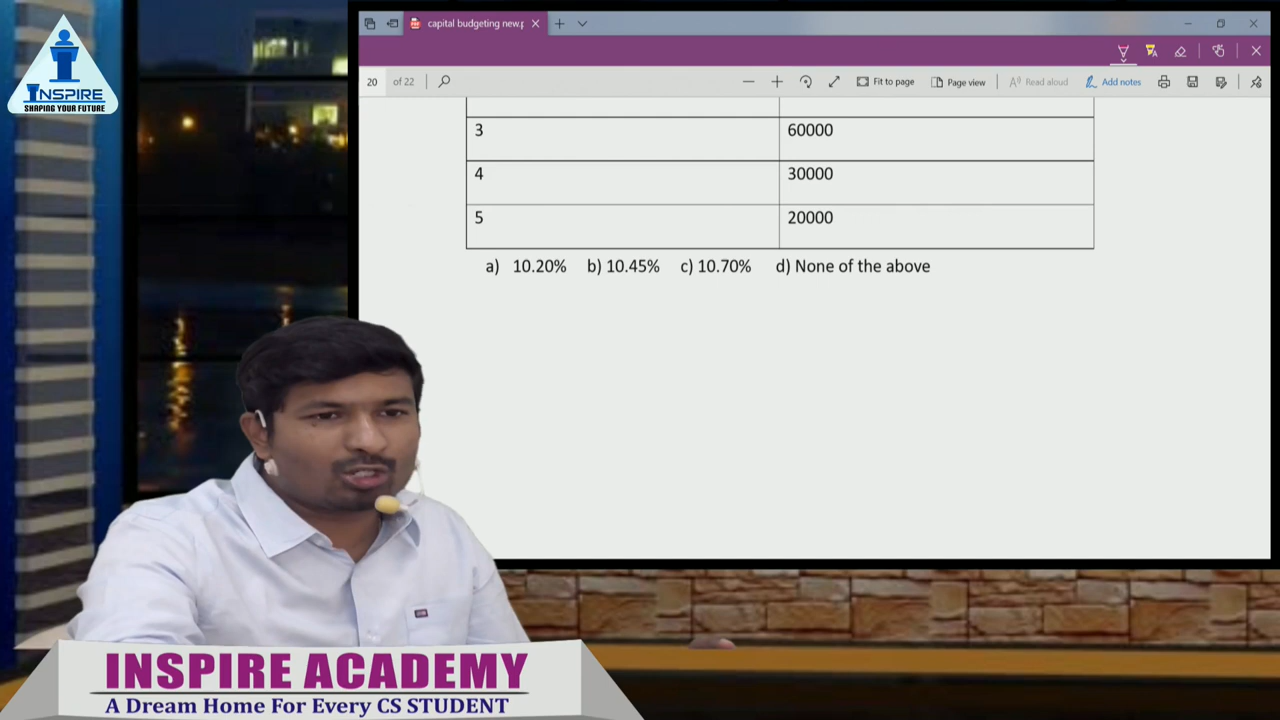 INSPIRE
SHAPING YOUR FUTURE
capital budgeting new.p
20 of 22
Fit to page
Page view
Read aloud
Add notes
3 60000
4 30000
5 20000
a) 10.20% b) 10.45% c) 10.70% d) None of the above
INSPIRE ACADEMY
A Dream Home For Every CS STUDENT